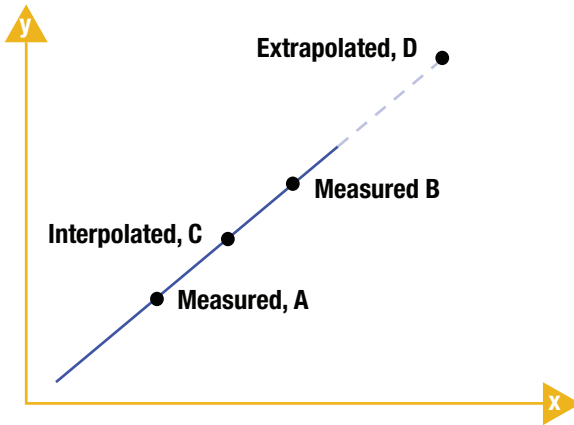 y
Extrapolated, D
Measured B
Interpolated, C
Measured, A
x